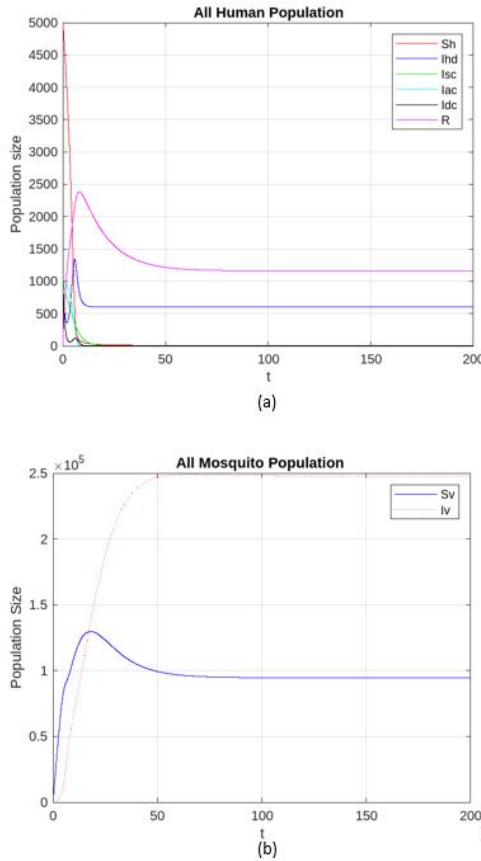 All Human Population
5000
4500
4000
3500
3000
2500
2000
1500
1000
500
0
Population size
Sh
Ihd
Isc
Iac
Idc
R
0 50 100 150 200
t
(a)
All Mosquito Population
×10^5
2.5
2
1.5
1
0.5
0
Population Size
Sv
Iv
0 50 100 150 200
t
(b)